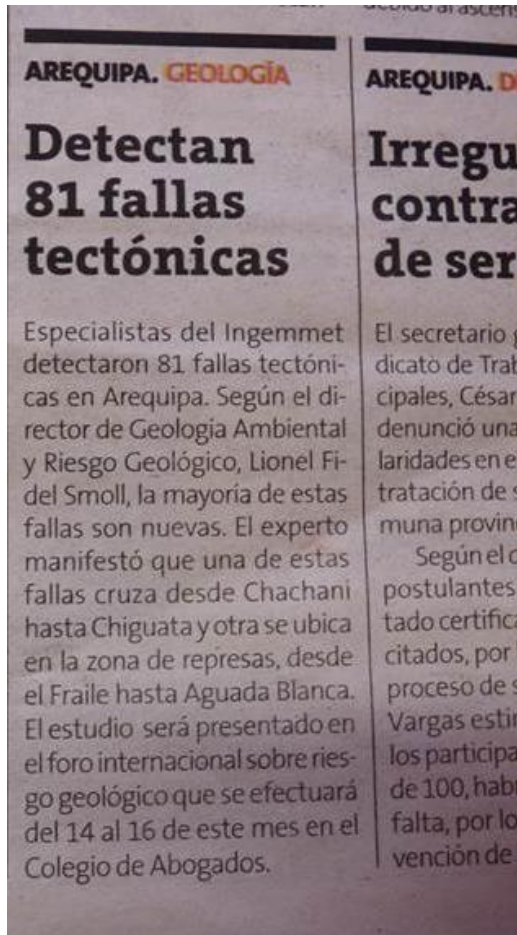 AREQUIPA. GEOLOGÍA
Detectan
81 fallas
tectónicas
Especialistas del Ingemmet
detectaron 81 fallas tectóni-
cas en Arequipa. Según el di-
rector de Geología Ambiental
y Riesgo Geológico, Lionel Fi-
del Smoll, la mayoría de estas
fallas son nuevas. El experto
manifestó que una de estas
fallas cruza desde Chachani
hasta Chiguata y otra se ubica
en la zona de represas, desde
el Fraile hasta Aguada Blanca.
El estudio será presentado en
el foro internacional sobre ries-
go geológico que se efectuará
del 14 al 16 de este mes en el
Colegio de Abogados.
AREQUIPA.
Irregu
contra
de ser
El secretario
dicato de Trab
cipales, César
denunció una
laridades en e
tratación de s
muna provin
Según el d
postulantes
tado certifica
citados, por
proceso de s
Vargas estin
los participa
de 100, hab
falta, por lo
vención de